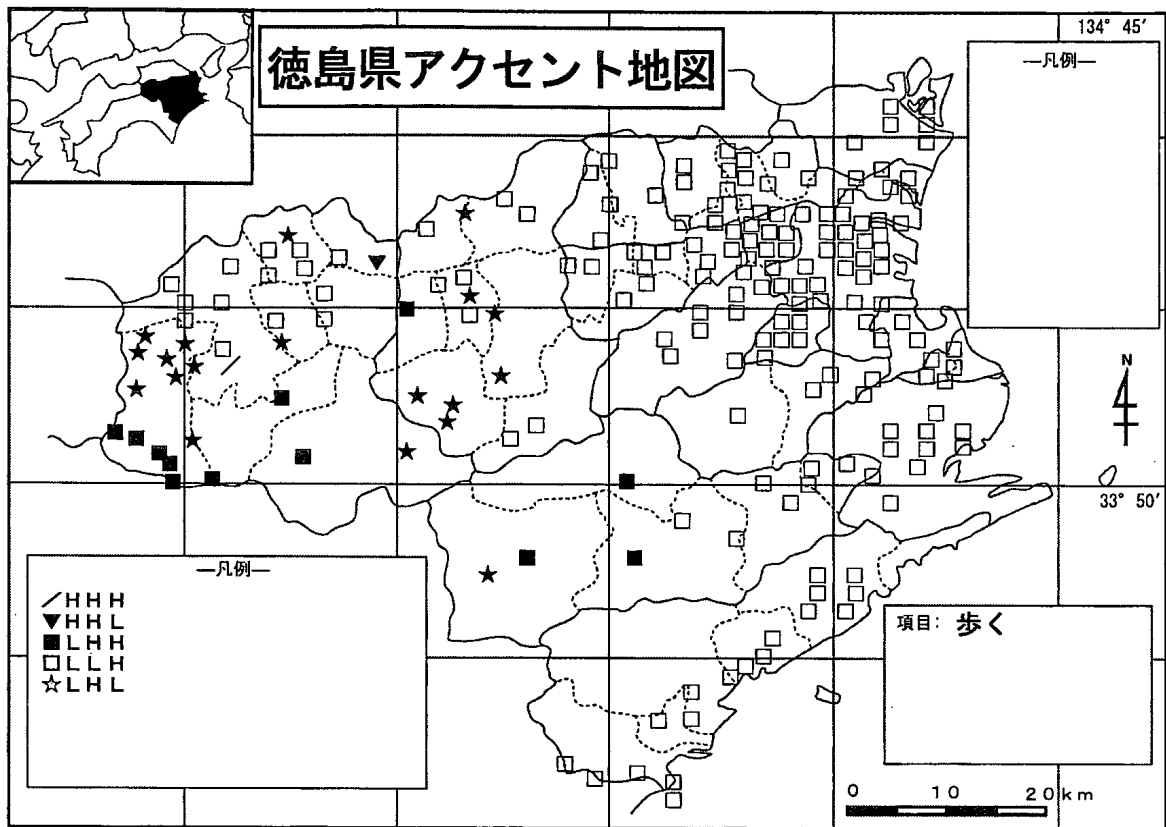 徳島県アクセント地図
134° 45′
―凡例―
N
33° 50′
―凡例―
HHH
HHL
LHH
LLH
LHL
項目: 歩く
0 10 20km